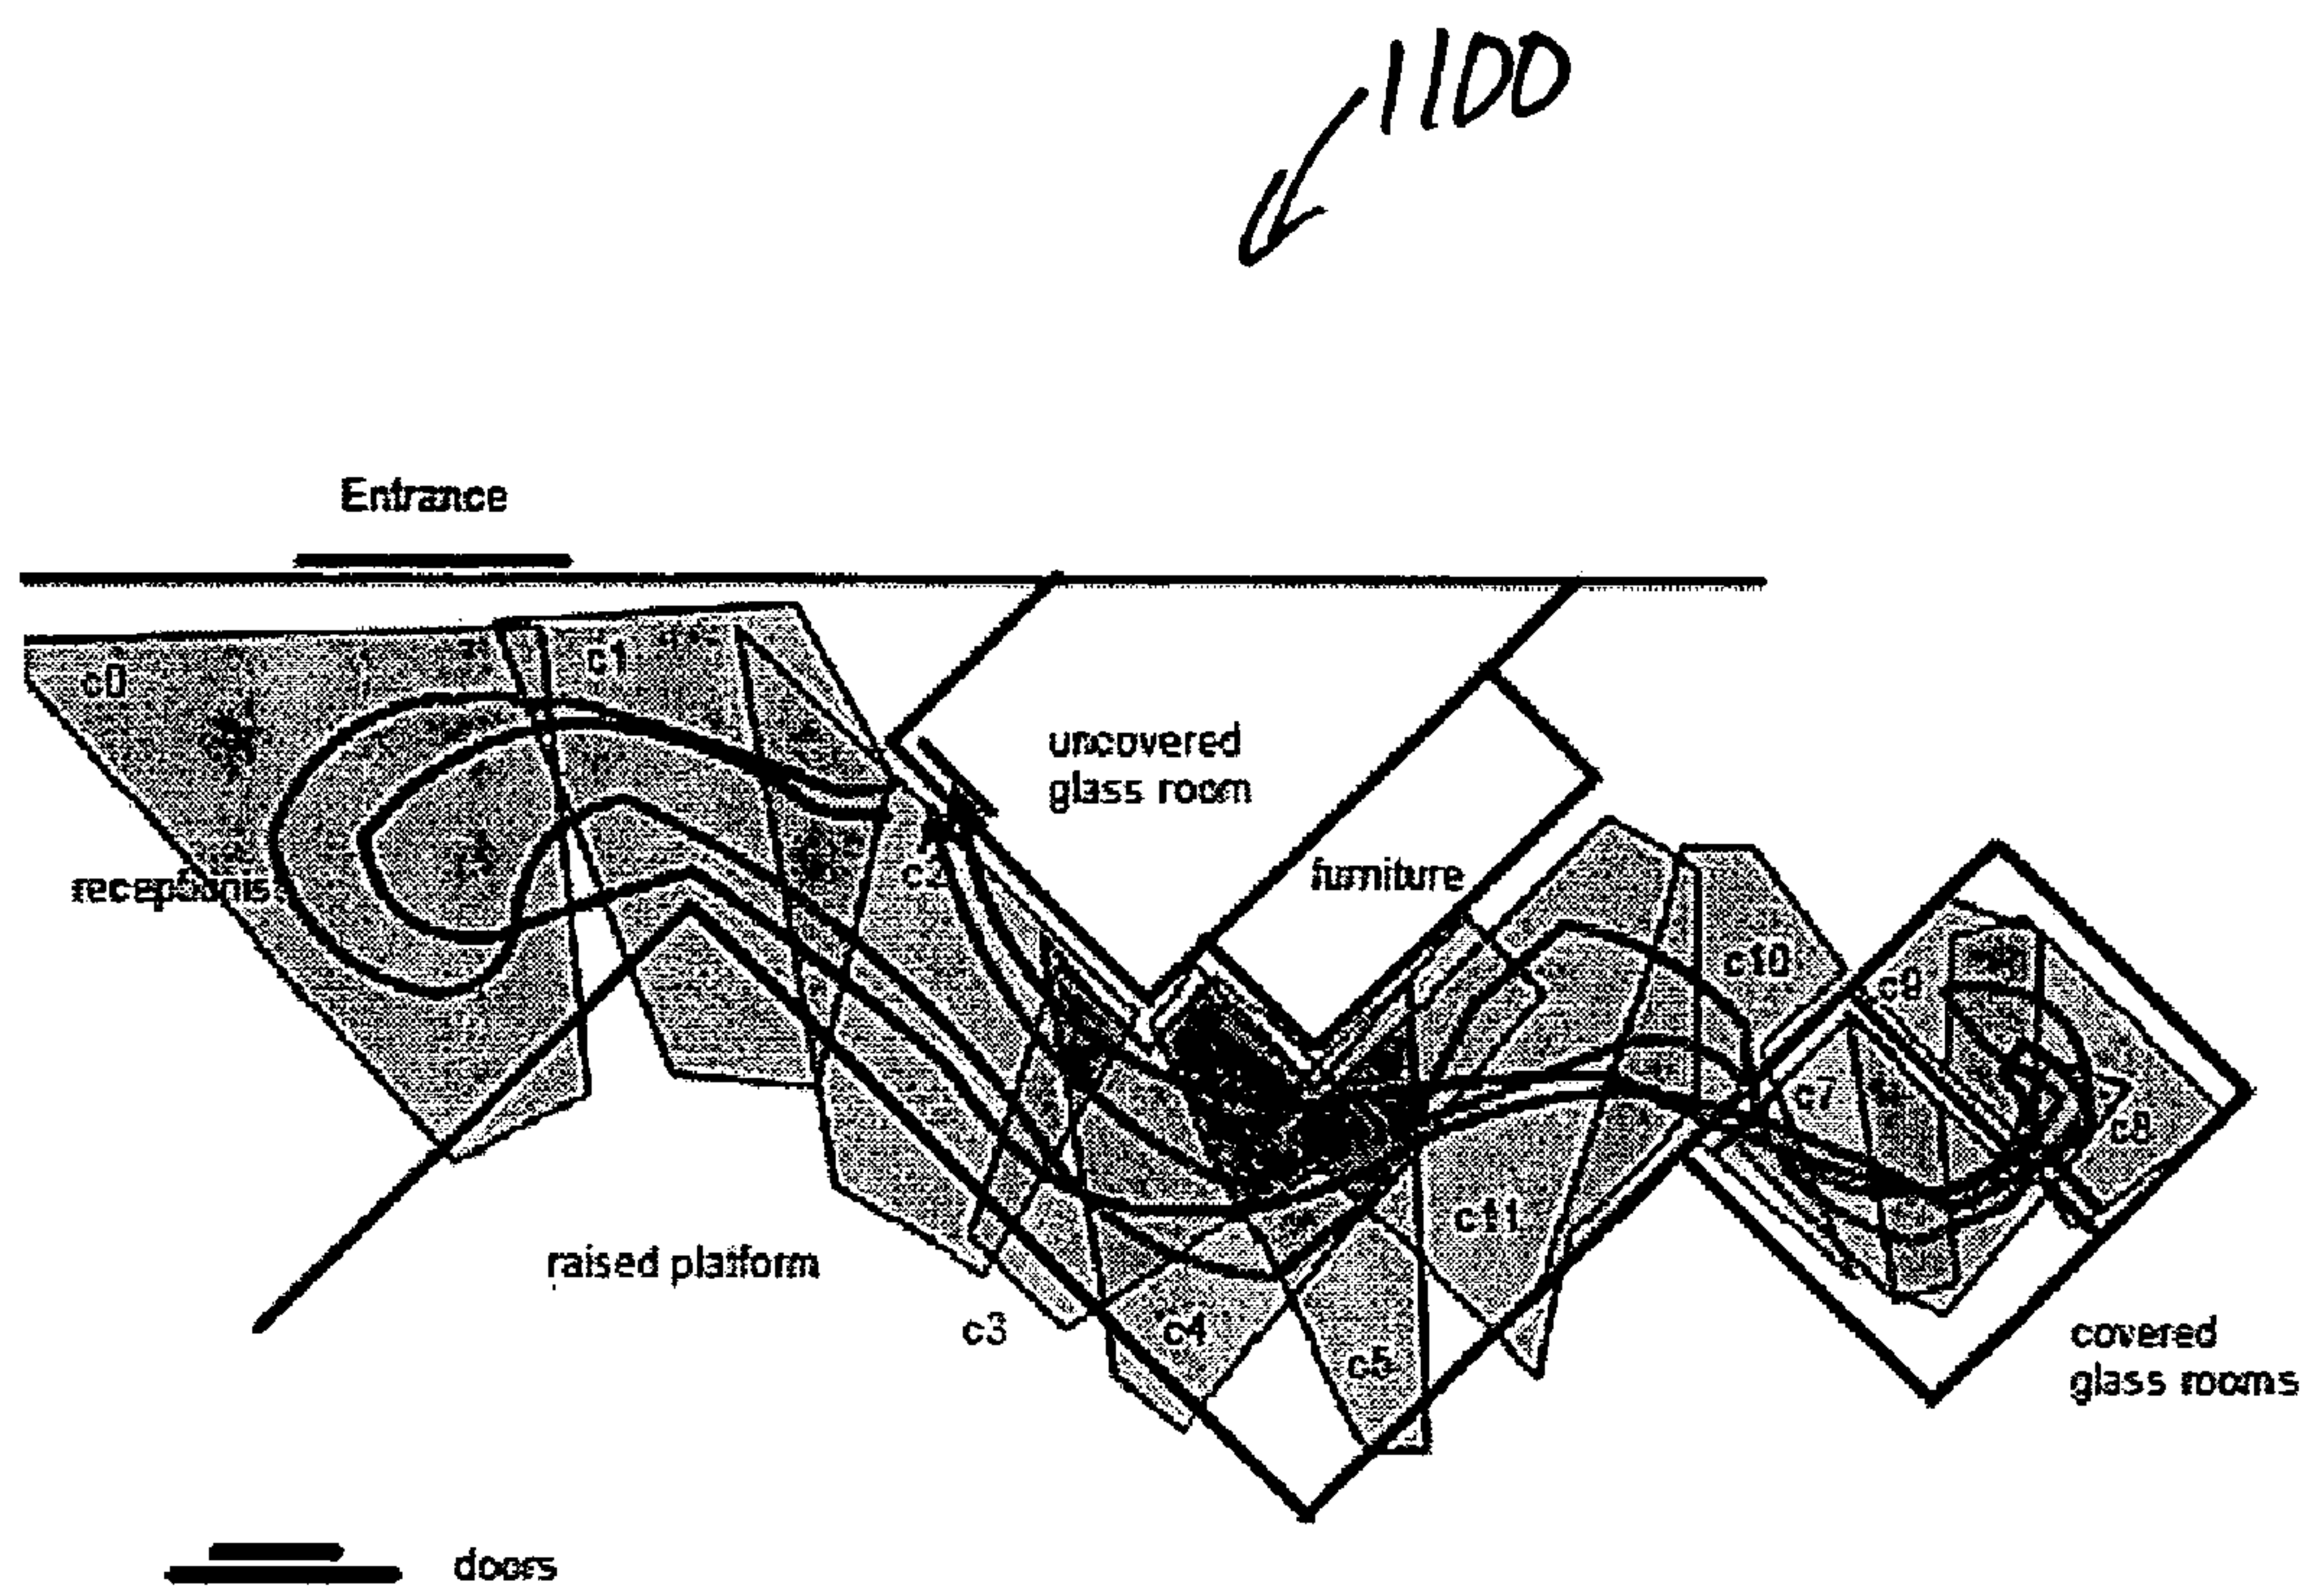 1100
Entrance
c0
c1
uncovered
glass room
receptionis
c2
furniture
c10
c9
c7
c8
c11
raised platform
c3
c4
c5
covered
glass rooms
doors